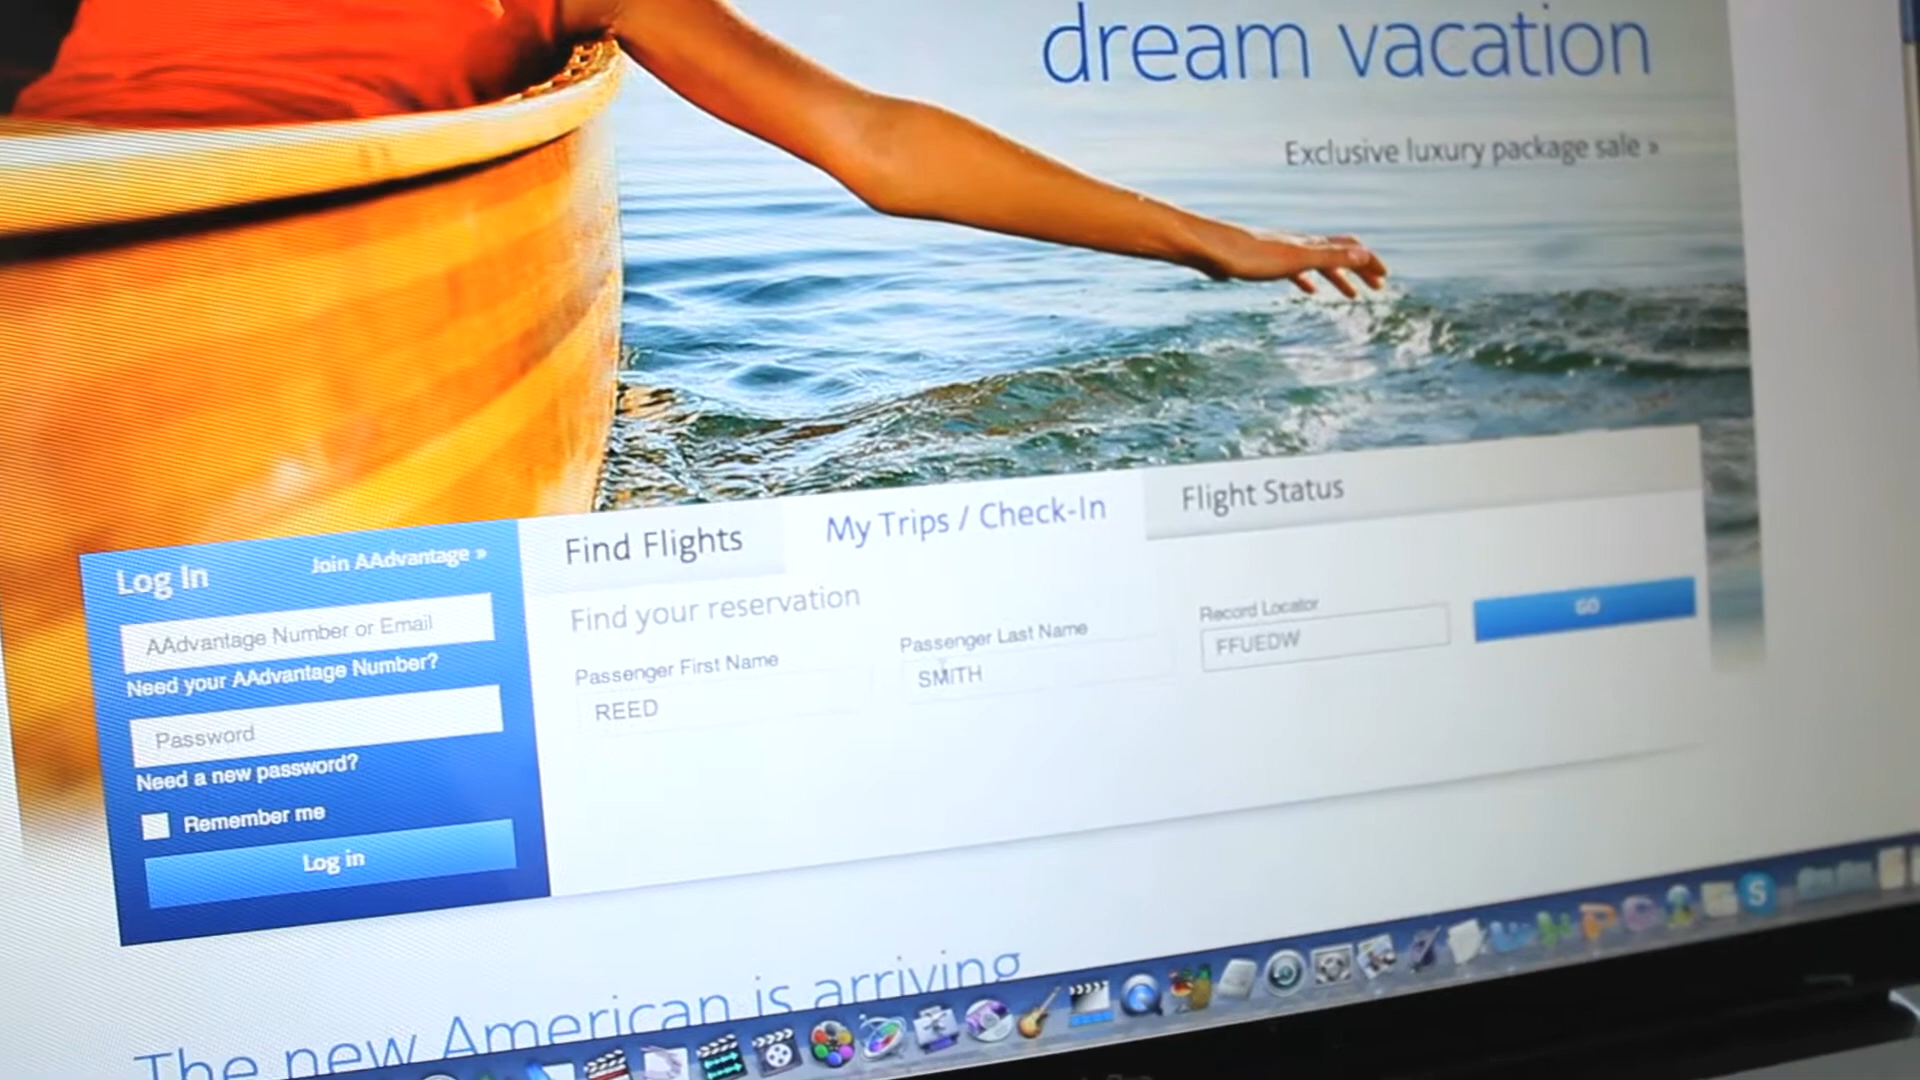 dream vacation
Exclusive luxury package sale »
Log In
Join AAdvantage »
AAdvantage Number or Email
Need your AAdvantage Number?
Password
Need a new password?
Remember me
Log in
Find Flights
My Trips / Check-In
Flight Status
Find your reservation
Passenger First Name
REED
Passenger Last Name
SMITH
Record Locator
FFUEDW
GO
The new American is arriving